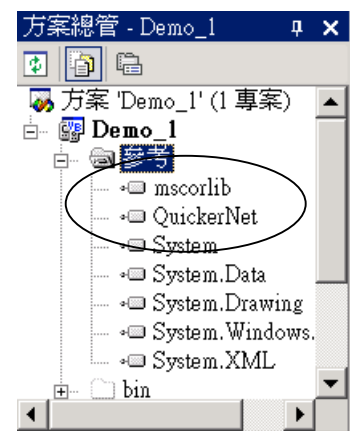 方案總管 - Demo_1
方案 'Demo_1' (1 專案)
Demo_1
參考
mscorlib
QuickerNet
System
System.Data
System.Drawing
System.Windows.
System.XML
bin